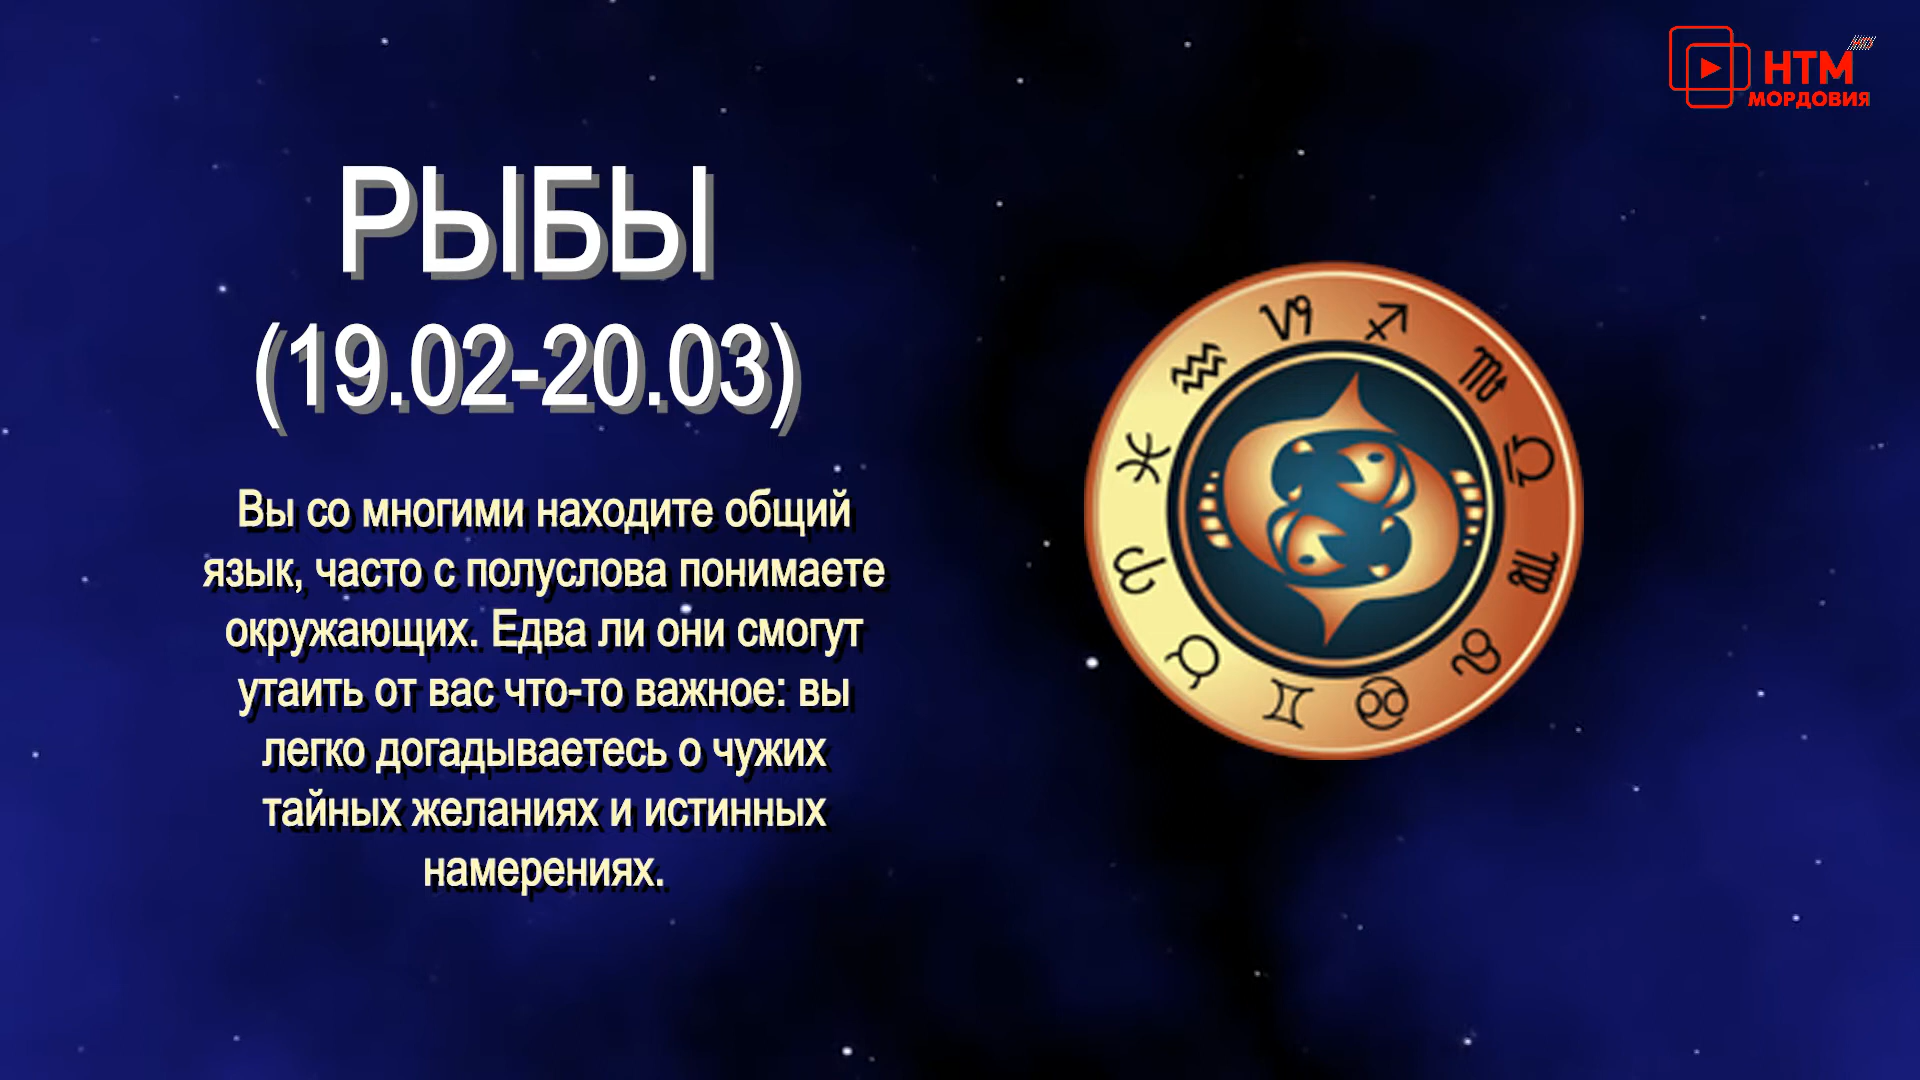 НТМ
МОРДОВИЯ
РЫБЫ
(19.02-20.03)
Вы со многими находите общий
язык, часто с полуслова понимаете
окружающих. Едва ли они смогут
утаить от вас что-то важное: вы
легко догадываетесь о чужих
тайных желаниях и истинных
намерениях.